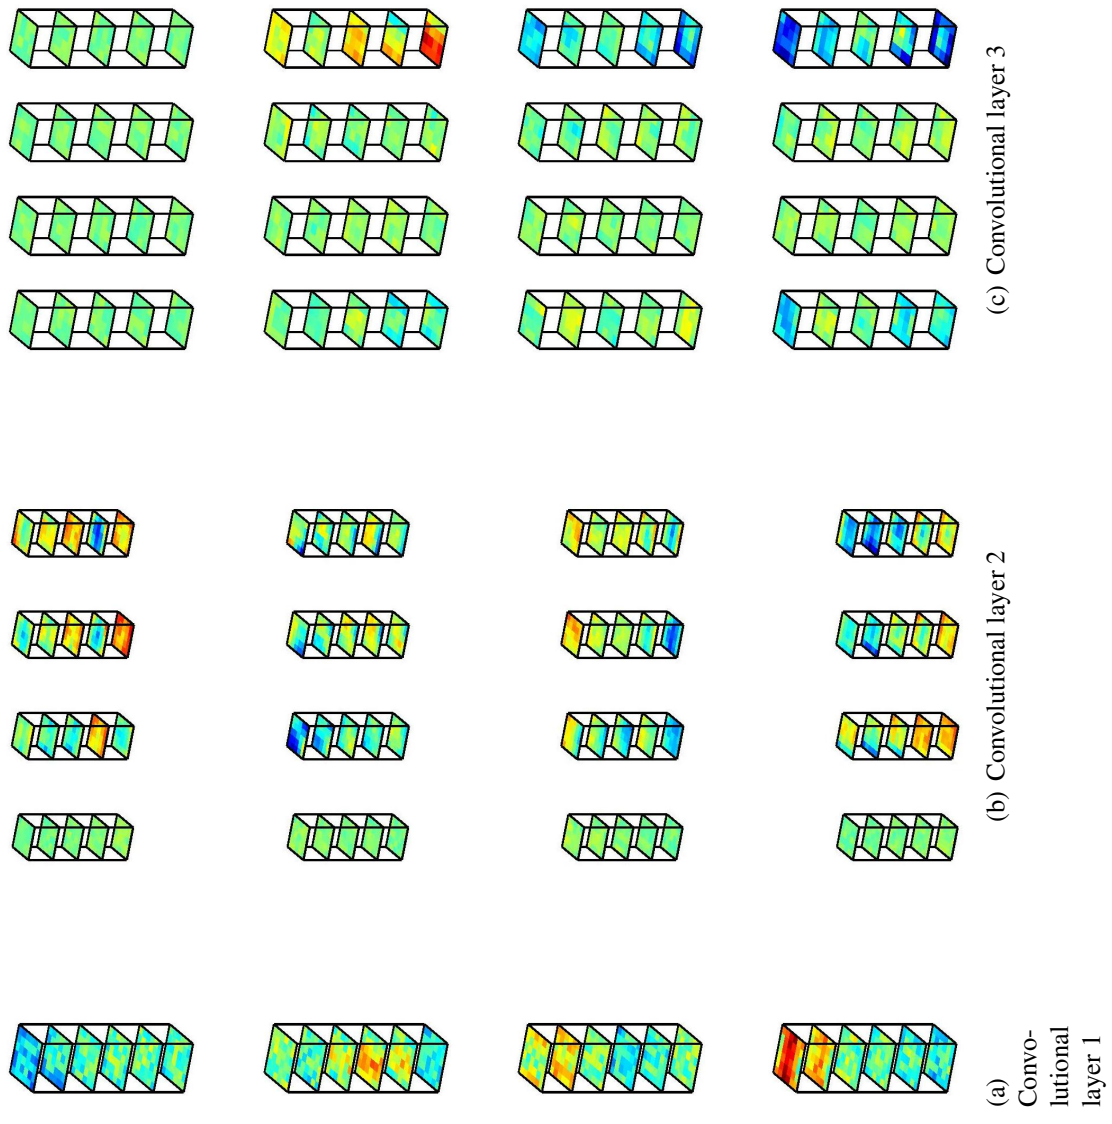 (a)
Convo-
lutional
layer 1
(b) Convolutional layer 2
(c) Convolutional layer 3